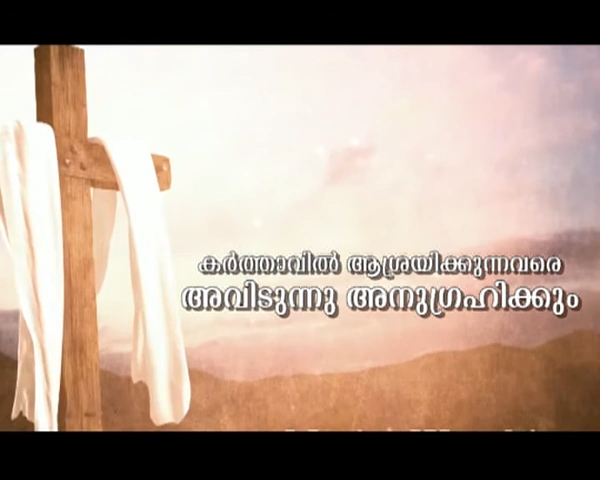 കർത്താവിൽ ആശ്രയിക്കുന്നവരെ
അവിടുന്നു അനുഗ്രഹിക്കും